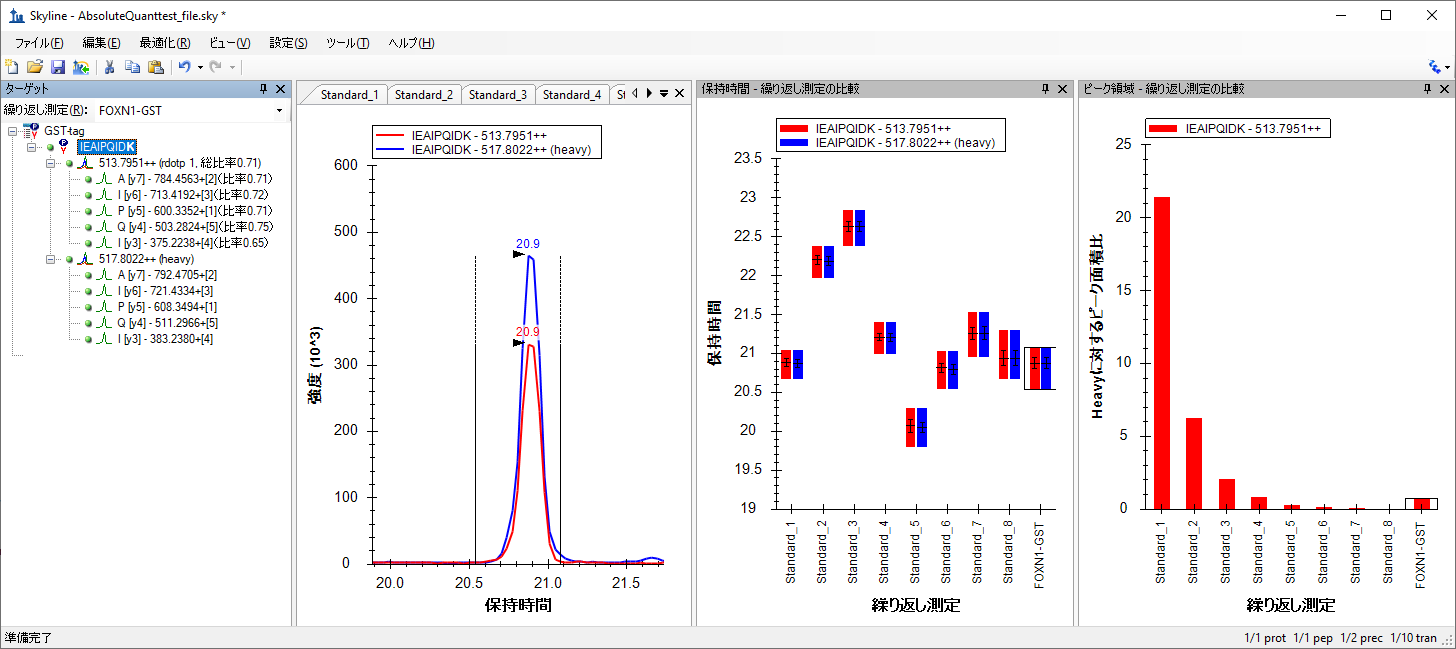 Skyline - AbsoluteQuanttest_file.sky *
ファイル(F) 編集(E) 最適化(R) ビュー(V) 設定(S) ツール(T) ヘルプ(H)
ターゲット
繰り返し測定(R): FOXN1-GST
GST-tag
IEAIPQIDK
513.7951++ (rdotp 1, 総比率0.71)
A [y7] - 784.4563+[2](比率0.71)
I [y6] - 713.4192+[3](比率0.72)
P [y5] - 600.3352+[1](比率0.71)
Q [y4] - 503.2824+[5](比率0.75)
I [y3] - 375.2238+[4](比率0.65)
517.8022++ (heavy)
A [y7] - 792.4705+[2]
I [y6] - 721.4334+[3]
P [y5] - 608.3494+[1]
Q [y4] - 511.2966+[5]
I [y3] - 383.2380+[4]
Standard_1 Standard_2 Standard_3 Standard_4 St
IEAIPQIDK - 513.7951++
IEAIPQIDK - 517.8022++ (heavy)
600
500
400
300
200
100
0
強度 (10^3)
20.9
20.9
20.0 20.5 21.0 21.5
保持時間
保持時間 - 繰り返し測定の比較
IEAIPQIDK - 513.7951++
IEAIPQIDK - 517.8022++ (heavy)
23.5
23
22.5
22
21.5
21
20.5
20
19.5
19
保持時間
Standard_1
Standard_2
Standard_3
Standard_4
Standard_5
Standard_6
Standard_7
Standard_8
FOXN1-GST
繰り返し測定
ピーク領域 - 繰り返し測定の比較
IEAIPQIDK - 513.7951++
25
20
15
10
5
0
Heavyに対するピーク面積比
Standard_1
Standard_2
Standard_3
Standard_4
Standard_5
Standard_6
Standard_7
Standard_8
FOXN1-GST
繰り返し測定
準備完了
1/1 prot 1/1 pep 1/2 prec 1/10 tran